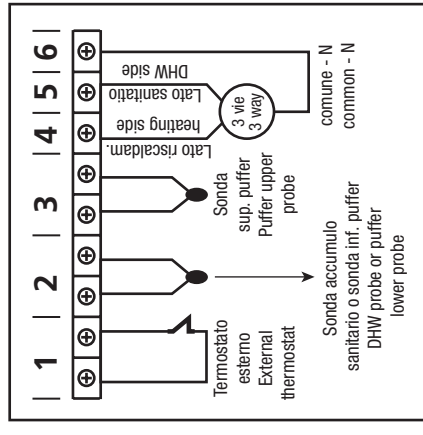 1 2 3 4 5 6
Termostato
esterno
External
thermostat
Sonda accumulo
sanitario o sonda inf. puffer
DHW probe or puffer
lower probe
Sonda
sup. puffer
Puffer upper
probe
Lato riscaldam.
heating side
Lato sanitatio
DHW side
3 vie
3 way
comune - N
common - N